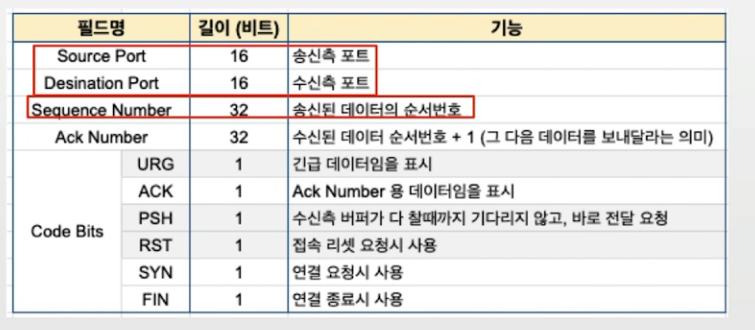 필드명 길이 (비트) 기능
Source Port 16 송신측 포트
Desination Port 16 수신측 포트
Sequence Number 32 송신된 데이터의 순서번호
Ack Number 32 수신된 데이터 순서번호 + 1 (그 다음 데이터를 보내달라는 의미)
Code Bits
URG 1 긴급 데이터임을 표시
ACK 1 Ack Number 용 데이터임을 표시
PSH 1 수신측 버퍼가 다 찰때까지 기다리지 않고, 바로 전달 요청
RST 1 접속 리셋 요청시 사용
SYN 1 연결 요청시 사용
FIN 1 연결 종료시 사용